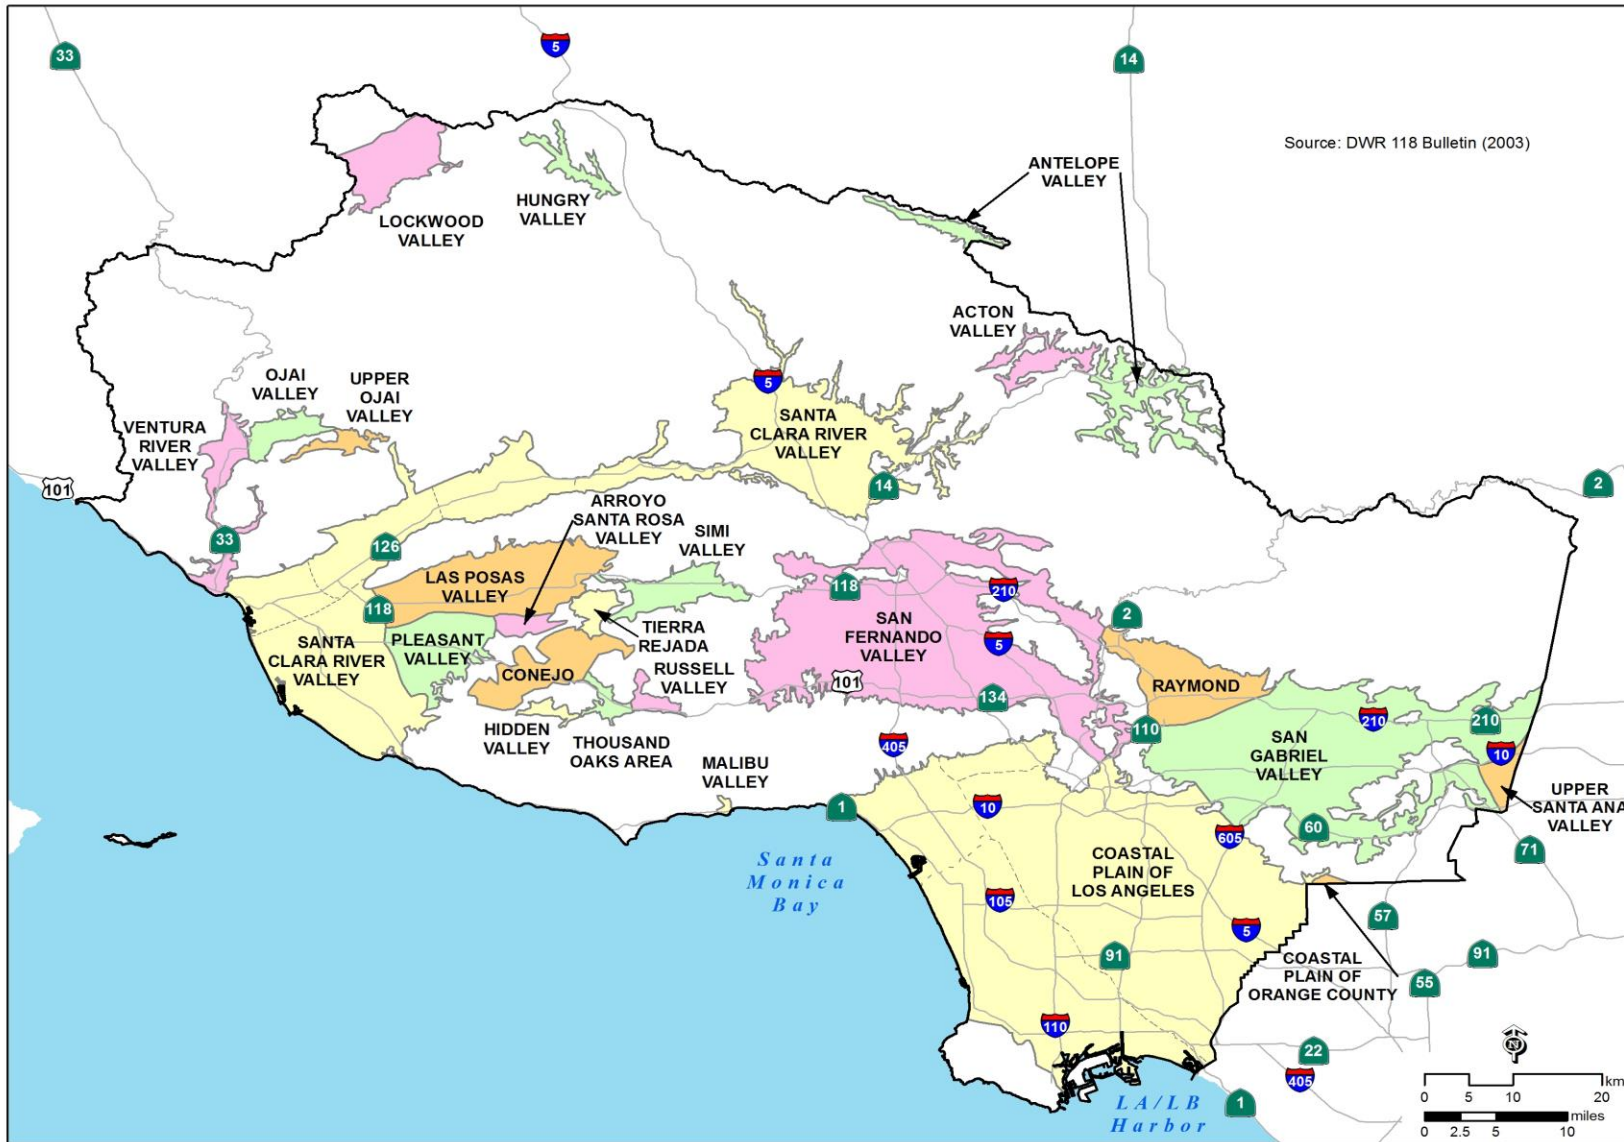 33
5
14
Source: DWR 118 Bulletin (2003)
ANTELOPE
VALLEY
HUNGRY
VALLEY
LOCKWOOD
VALLEY
ACTON
VALLEY
OJAI
VALLEY
UPPER
OJAI
VALLEY
5
VENTURA
RIVER
VALLEY
SANTA
CLARA RIVER
VALLEY
101
14
2
ARROYO
SANTA ROSA
VALLEY
SIMI
VALLEY
33
126
LAS POSAS
VALLEY
118
118
210
2
SAN
FERNANDO
VALLEY
5
TIERRA
REJADA
PLEASANT
VALLEY
SANTA
CLARA RIVER
VALLEY
CONEJO
RUSSELL
VALLEY
101
134
RAYMOND
HIDDEN
VALLEY
THOUSAND
OAKS AREA
405
110
210
210
SAN
GABRIEL
VALLEY
10
MALIBU
VALLEY
1
10
UPPER
SANTA ANA
VALLEY
605
60
71
Santa
Monica
Bay
COASTAL
PLAIN OF
LOS ANGELES
105
5
57
91
91
COASTAL
PLAIN OF
ORANGE COUNTY
55
110
22
405
N
km
0 5 10 20
miles
0 2.5 5 10
LA/LB
Harbor
1